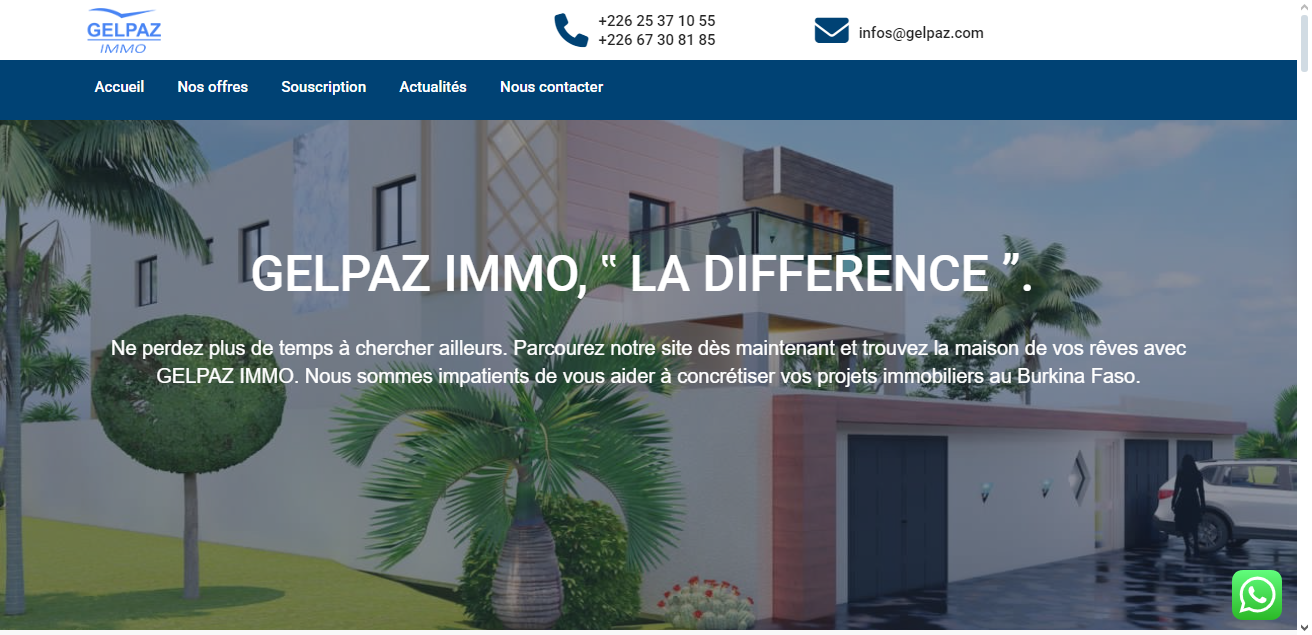 GELPAZ
IMMO
+226 25 37 10 55
+226 67 30 81 85
infos@gelpaz.com
Accueil Nos offres Souscription Actualités Nous contacter
GELPAZ IMMO, “ LA DIFFERENCE ”.
Ne perdez plus de temps à chercher ailleurs. Parcourez notre site dès maintenant et trouvez la maison de vos rêves avec
GELPAZ IMMO. Nous sommes impatients de vous aider à concrétiser vos projets immobiliers au Burkina Faso.